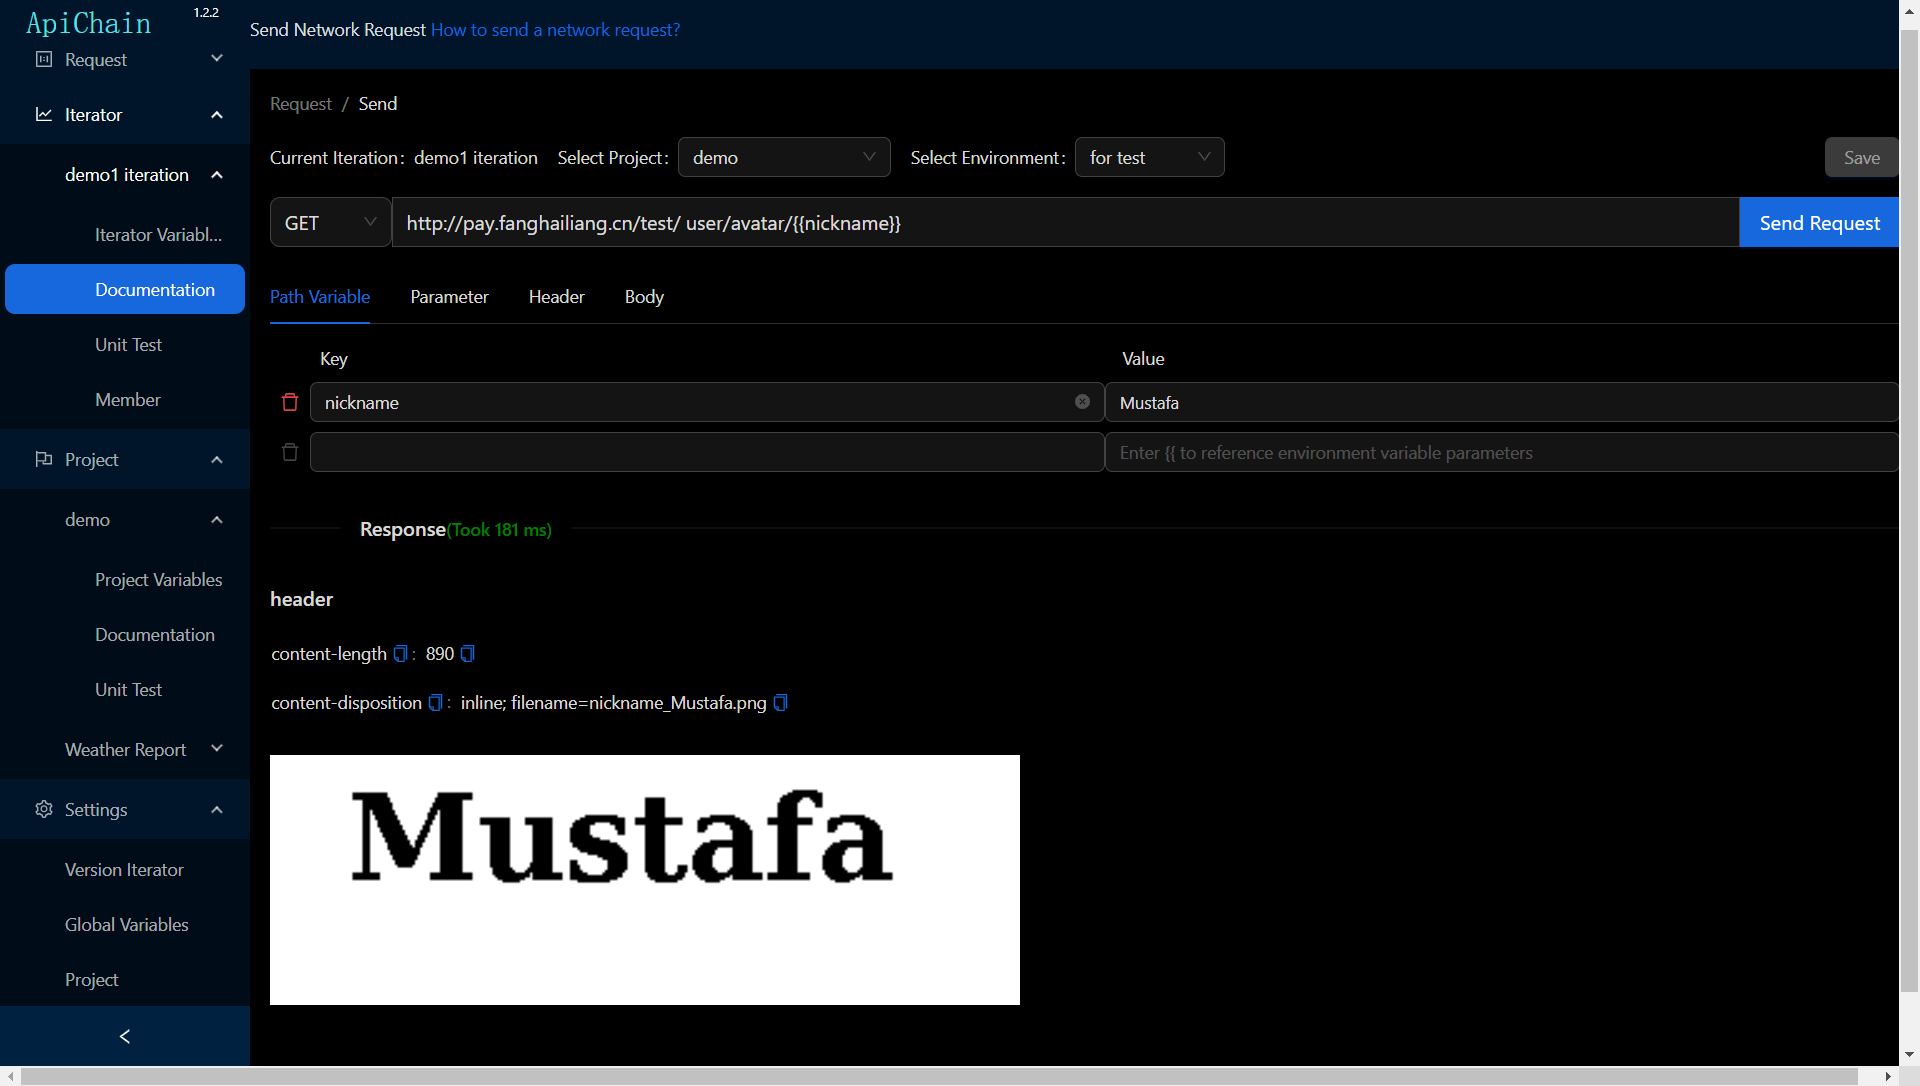 ApiChain 1.2.2
Request
Iterator
demo1 iteration
Iterator Variabl...
Documentation
Unit Test
Member
Project
demo
Project Variables
Documentation
Unit Test
Weather Report
Settings
Version Iterator
Global Variables
Project
Send Network Request How to send a network request?
Request / Send
Current Iteration: demo1 iteration Select Project: demo Select Environment: for test Save
GET http://pay.fanghailiang.cn/test/ user/avatar/{{nickname}} Send Request
Path Variable Parameter Header Body
Key Value
nickname Mustafa
Enter {{ to reference environment variable parameters
Response(Took 181 ms)
header
content-length : 890
content-disposition : inline; filename=nickname_Mustafa.png
Mustafa